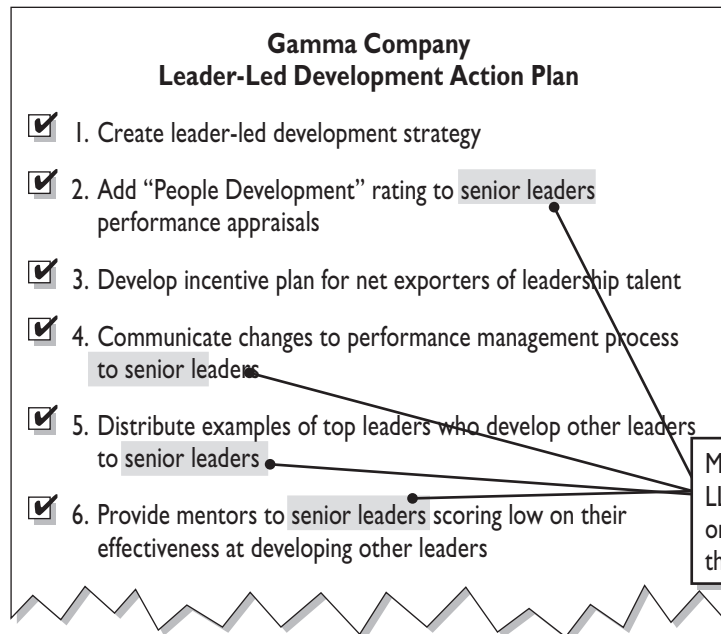 Gamma Company
Leader-Led Development Action Plan
1. Create leader-led development strategy
2. Add “People Development” rating to senior leaders
performance appraisals
3. Develop incentive plan for net exporters of leadership talent
4. Communicate changes to performance management process
to senior leaders
5. Distribute examples of top leaders who develop other leaders
to senior leaders
6. Provide mentors to senior leaders scoring low on their
effectiveness at developing other leaders